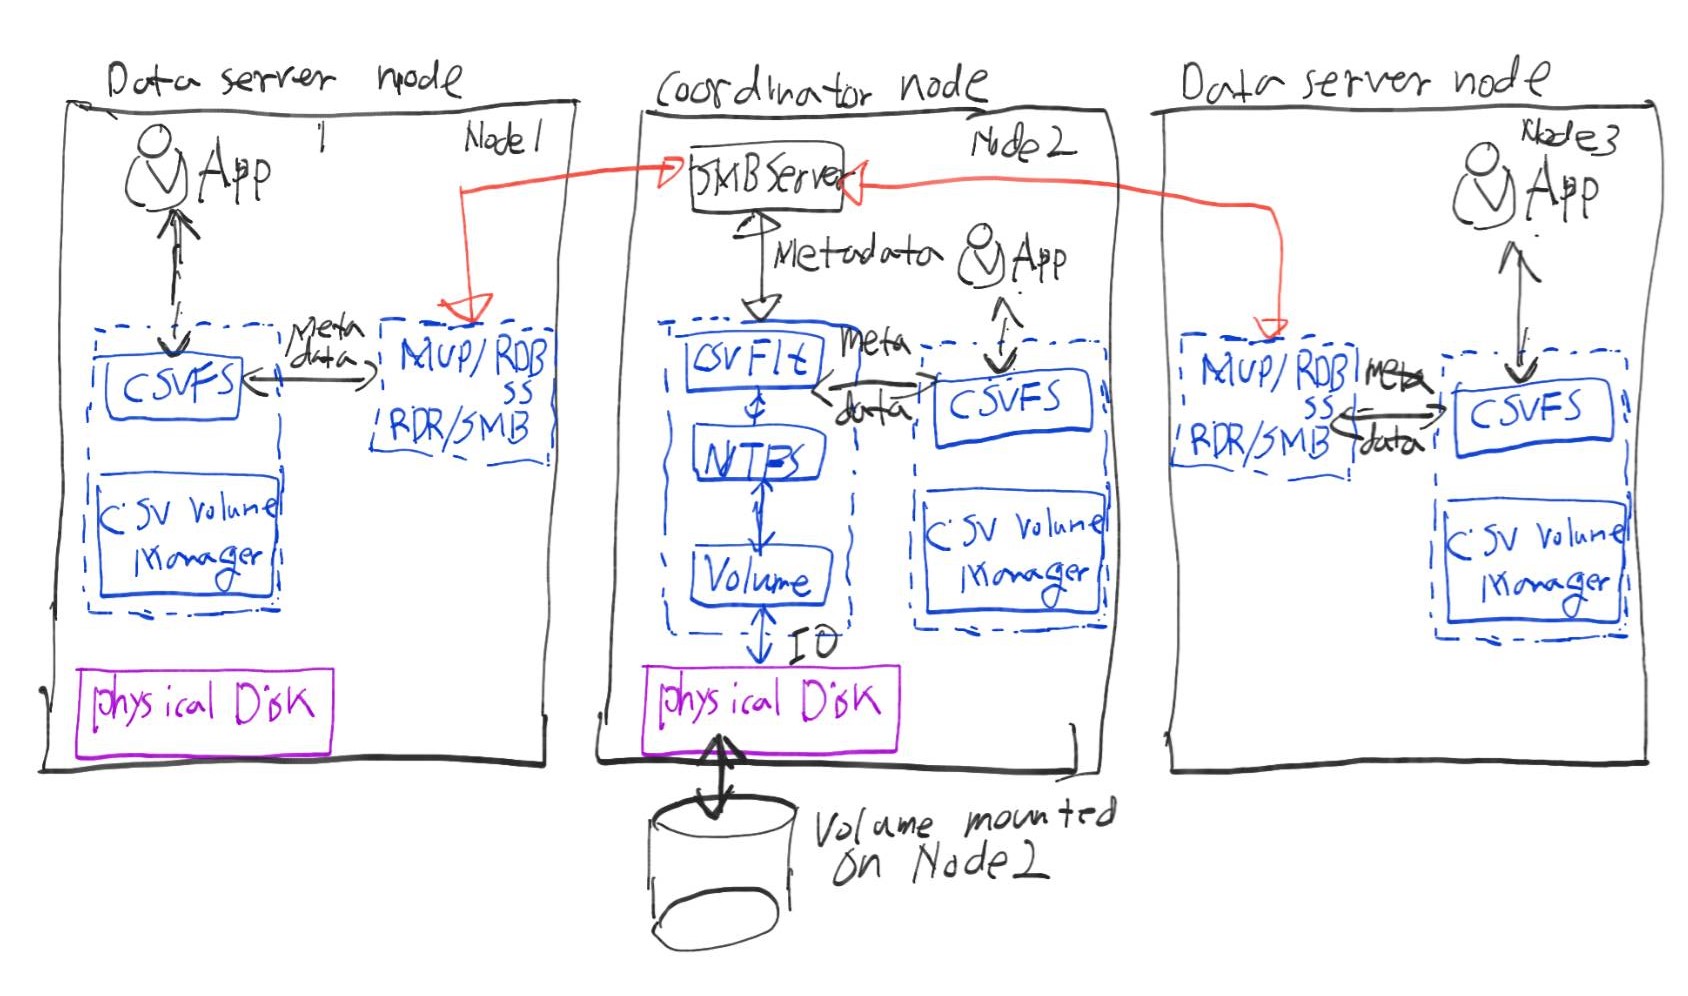 Data server node
Coordinator node
Data server node
Node1
Node2
Node3
App
SMB Server
App
Metadata
App
Meta
data
CSVFS
MUP/RDB
SS
RDR/SMB
CSVFlt
meta
data
CSVFS
MUP/RDB
SS
RDR/SMB
meta
data
CSVFS
NTFS
CSV Volume
Manager
Volume
CSV Volume
Manager
CSV Volume
Manager
IO
physical Disk
physical Disk
Volume mounted
on Node2